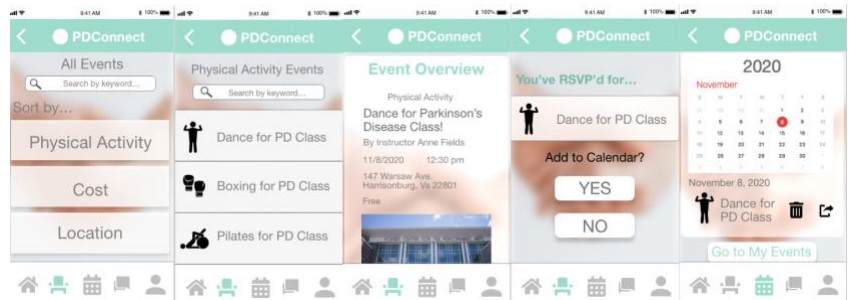 9:41 AM
100%
PDConnect
All Events
Search by keyword...
Sort by...
Physical Activity
Cost
Location
9:41 AM
100%
PDConnect
Physical Activity Events
Search by keyword...
Dance for PD Class
Boxing for PD Class
Pilates for PD Class
9:41 AM
100%
PDConnect
Event Overview
Physical Activity
Dance for Parkinson's
Disease Class!
By Instructor Anne Fields
11/8/2020 12:30 pm
147 Warsaw Ave.
Harrisonburg, Va 22801
Free
9:41 AM
100%
PDConnect
You've RSVP'd for...
Dance for PD Class
Add to Calendar?
YES
NO
9:41 AM
100%
PDConnect
2020
November
S M T W T F S
1 2 3
4 5 6 7 8 9 10
11 12 13 14 15 16 17
18 19 20 21 22 23 24
25 26 27 28 29 30
November 8, 2020
Dance for
PD Class
Go to My Events